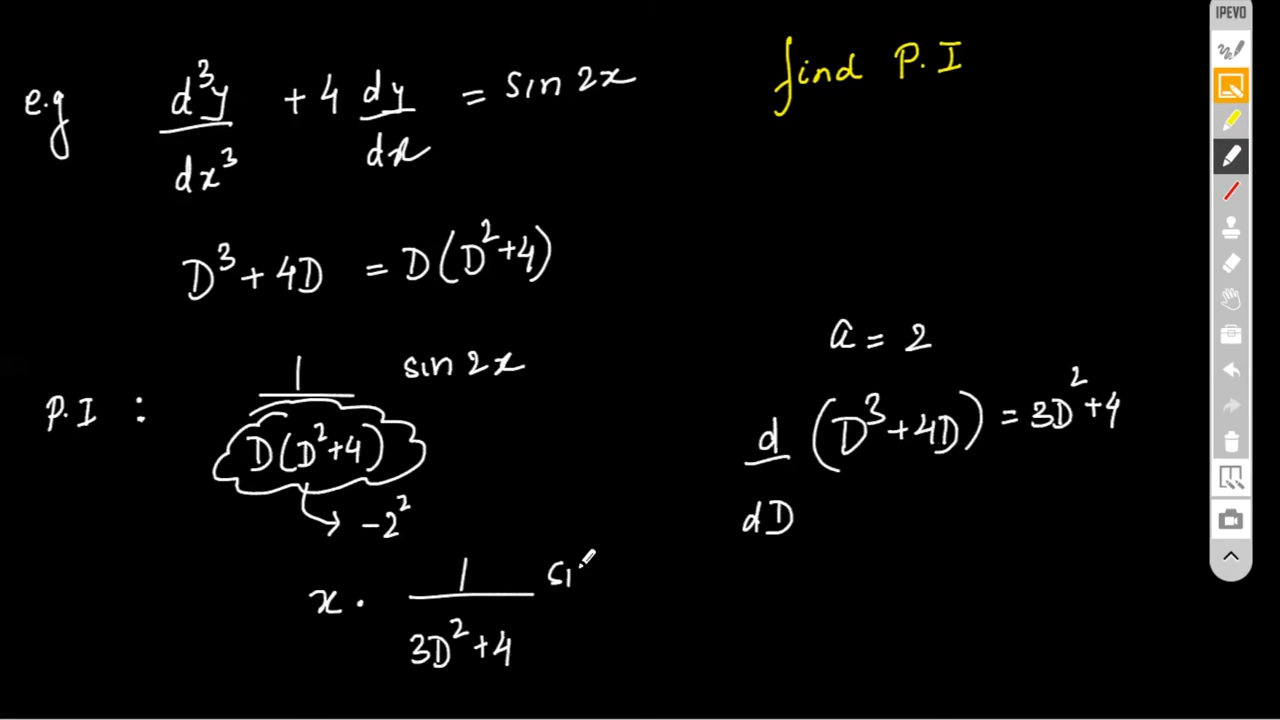 IPEVO
find P.I
e.g d³y/dx³ + 4 dy/dx = sin 2x
D³ + 4D = D(D² + 4)
a = 2
P.I : 1/D(D² + 4) sin 2x
→ -2²
d/dD (D³ + 4D) = 3D² + 4
x . 1/3D² + 4 si